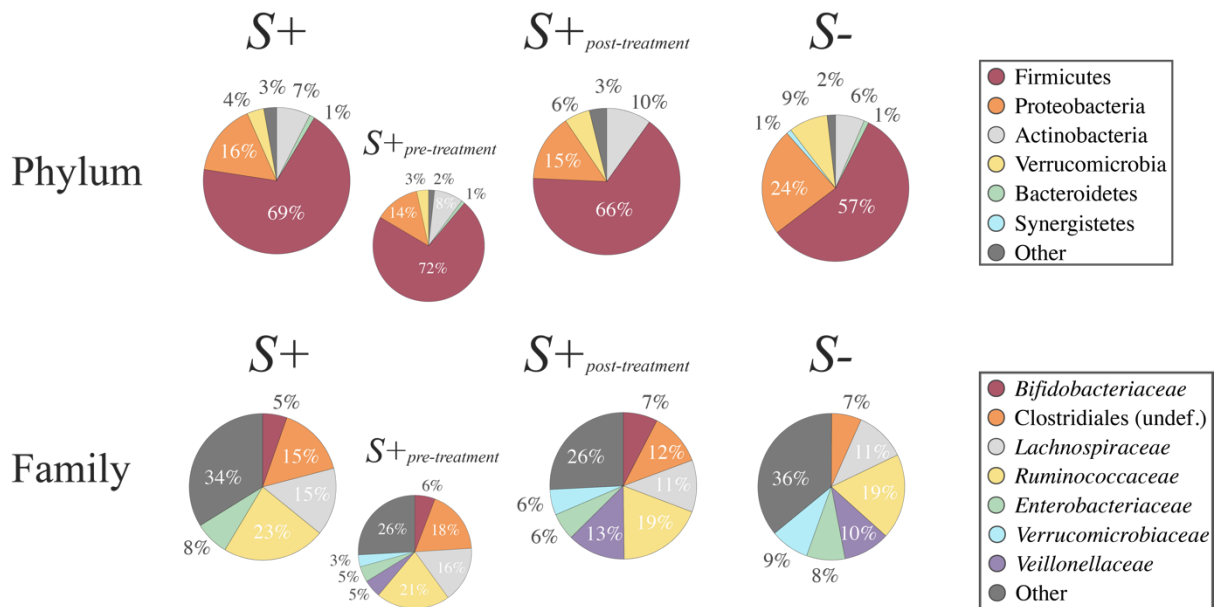 S+
S+ post-treatment
S-
Phylum
4%
3%
7%
1%
16%
69%
S+ pre-treatment
3%
2%
1%
14%
8%
72%
6%
3%
10%
15%
66%
1%
9%
2%
6%
1%
24%
57%
Firmicutes
Proteobacteria
Actinobacteria
Verrucomicrobia
Bacteroidetes
Synergistetes
Other
S+
S+ post-treatment
S-
Family
5%
15%
15%
23%
8%
34%
S+ pre-treatment
6%
18%
16%
21%
5%
5%
3%
26%
7%
12%
11%
19%
13%
6%
6%
26%
7%
11%
19%
10%
8%
9%
36%
Bifidobacteriaceae
Clostridiales (undef.)
Lachnospiraceae
Ruminococcaceae
Enterobacteriaceae
Verrucomicrobiaceae
Veillonellaceae
Other